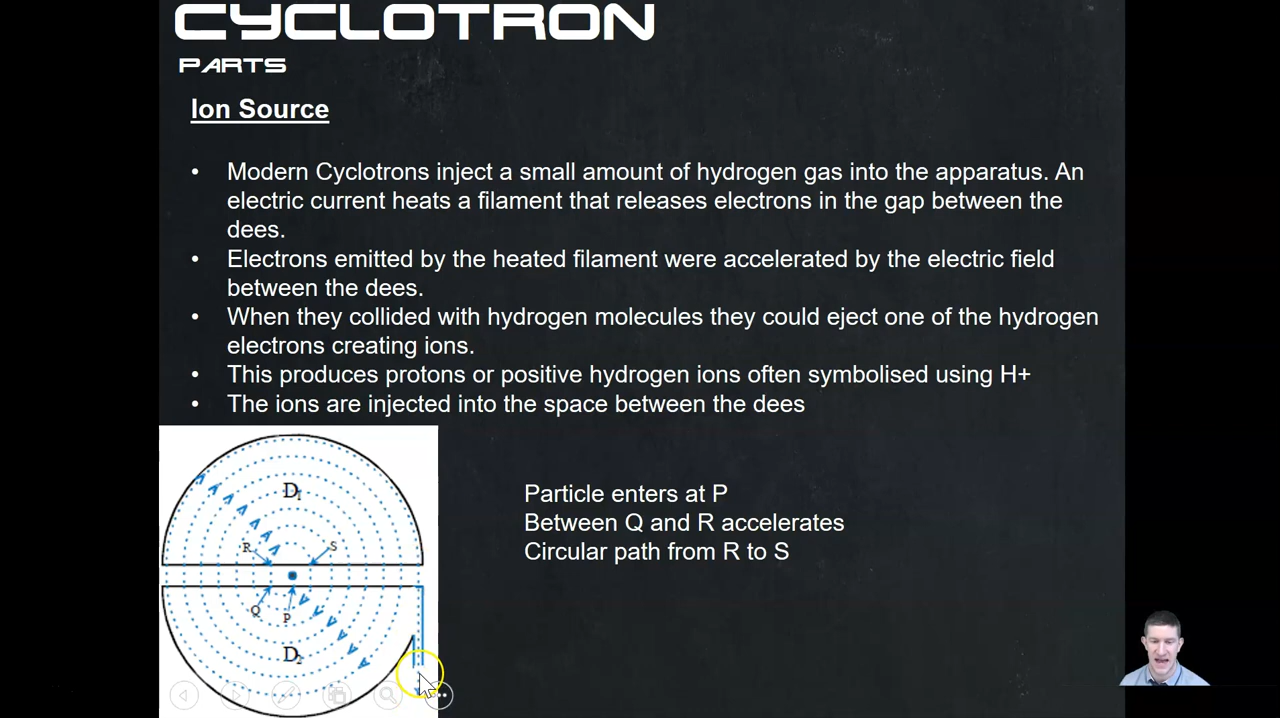 CYCLOTRON
PARTS
Ion Source
• Modern Cyclotrons inject a small amount of hydrogen gas into the apparatus. An
electric current heats a filament that releases electrons in the gap between the
dees.
• Electrons emitted by the heated filament were accelerated by the electric field
between the dees.
• When they collided with hydrogen molecules they could eject one of the hydrogen
electrons creating ions.
• This produces protons or positive hydrogen ions often symbolised using H+
• The ions are injected into the space between the dees
D1
R
S
Q
P
D2
Particle enters at P
Between Q and R accelerates
Circular path from R to S